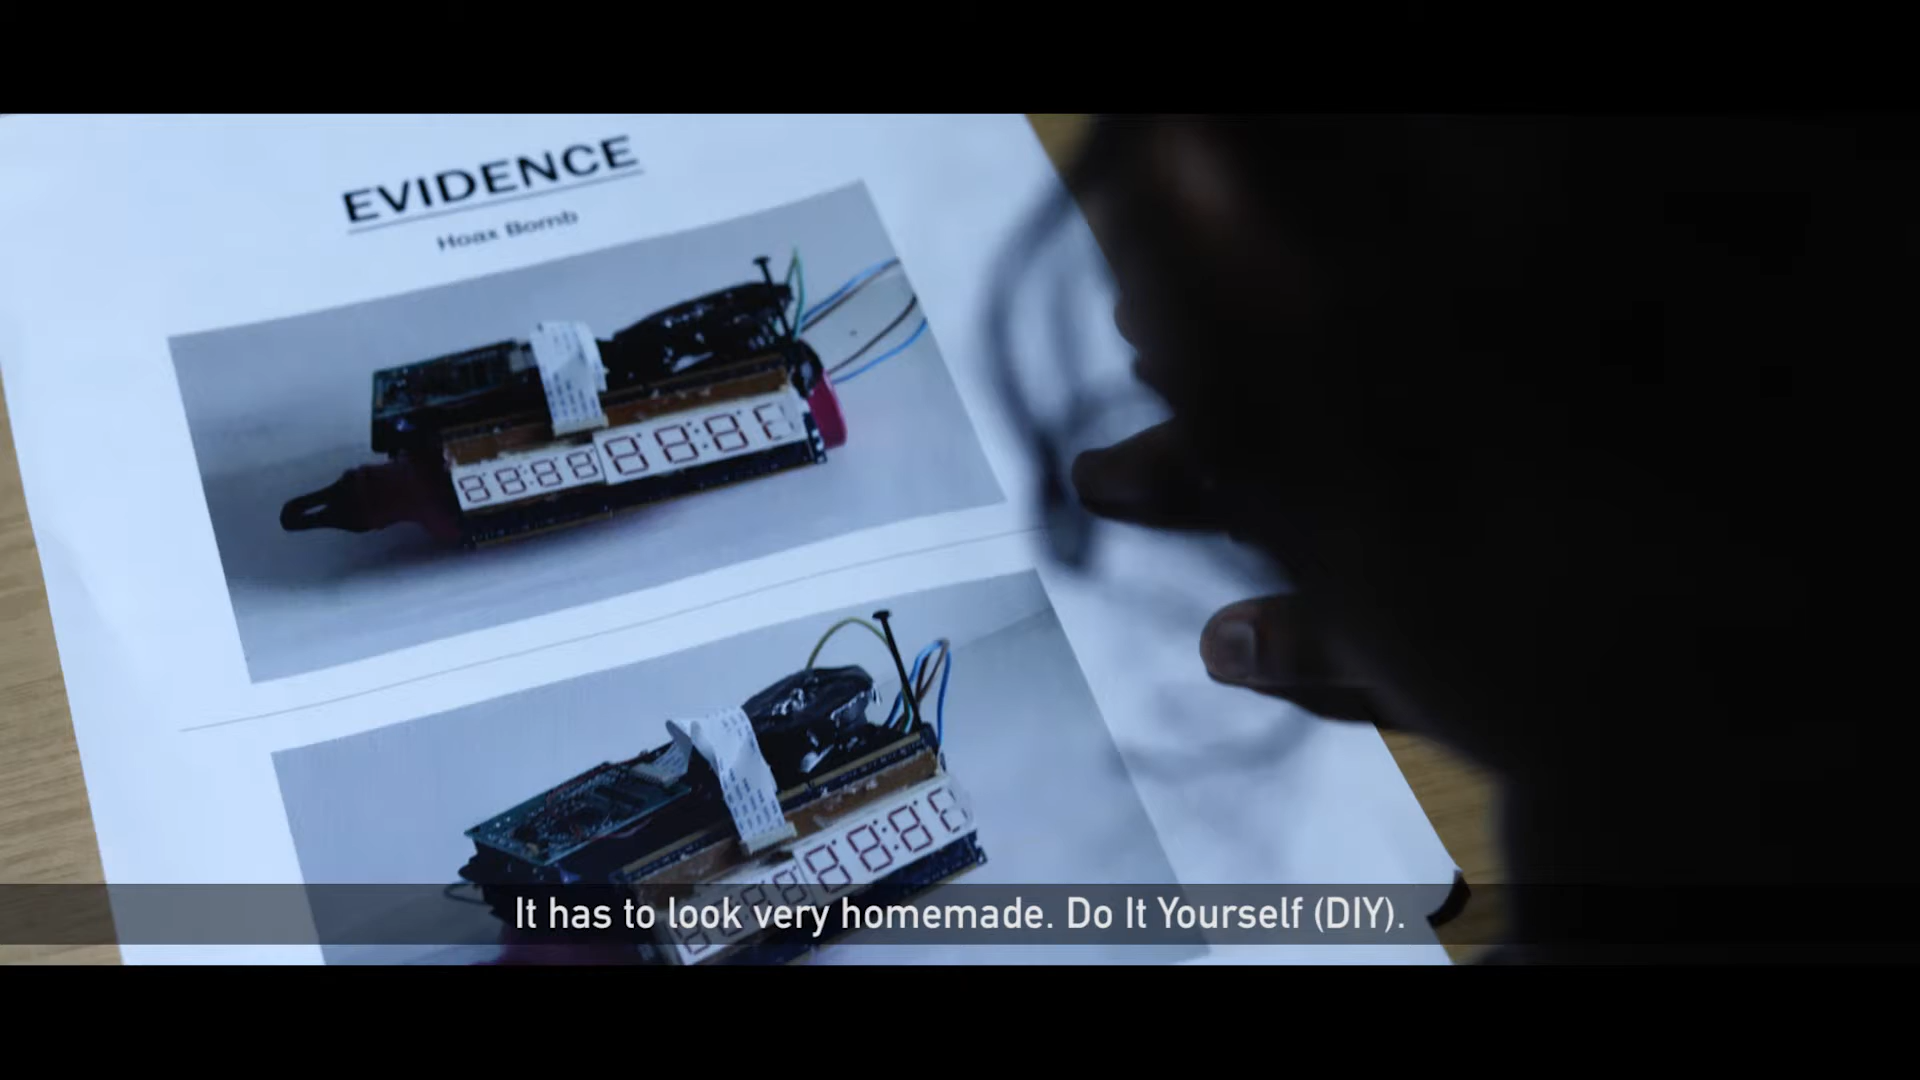 EVIDENCE
Hoax Bomb
It has to look very homemade. Do It Yourself (DIY).